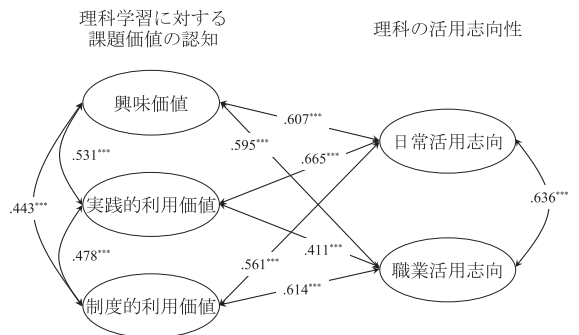 理科学習に対する
課題価値の認知
理科の活用志向性
興味価値
.607***
日常活用志向
.595***
.531***
.665***
.443***
実践的利用価値
.636***
.478***
.411***
.561***
職業活用志向
.614***
制度的利用価値